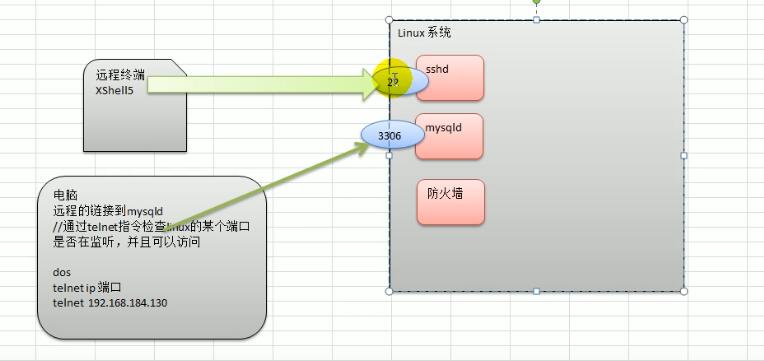 Linux 系统
远程终端
XShell5
22
sshd
3306
mysqld
防火墙
电脑
远程的链接到mysqld
//通过telnet指令检查linux的某个端口
是否在监听，并且可以访问
dos
telnet ip 端口
telnet 192.168.184.130